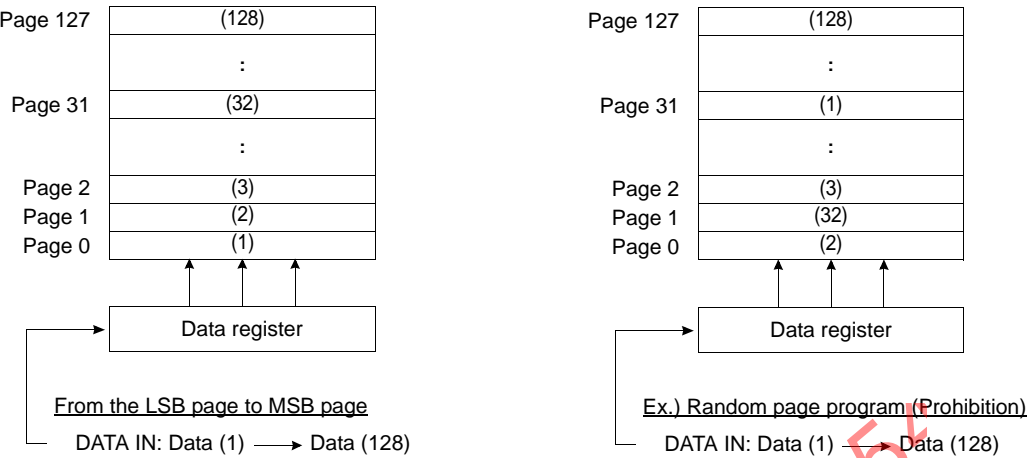 Page 127 (128)
:
Page 31 (32)
:
Page 2 (3)
Page 1 (2)
Page 0 (1)
Data register
From the LSB page to MSB page
DATA IN: Data (1) Data (128)
Page 127 (128)
:
Page 31 (1)
:
Page 2 (3)
Page 1 (32)
Page 0 (2)
Data register
Ex.) Random page program (Prohibition)
DATA IN: Data (1) Data (128)